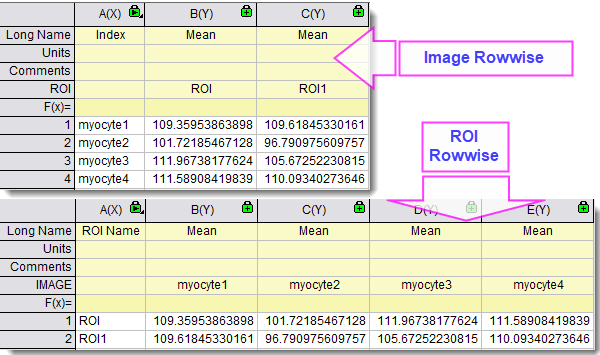 A(X) B(Y) C(Y)
Long Name Index Mean Mean
Units
Comments
ROI ROI ROI1
F(x)=
1 myocyte1 109.35953863898 109.61845330161
2 myocyte2 101.72185467128 96.790975609757
3 myocyte3 111.96738177624 105.67252230815
4 myocyte4 111.58908419839 110.09340273646
Image Rowwise
ROI
Rowwise
A(X) B(Y) C(Y) D(Y) E(Y)
Long Name ROI Name Mean Mean Mean Mean
Units
Comments
IMAGE myocyte1 myocyte2 myocyte3 myocyte4
F(x)=
1 ROI 109.35953863898 101.72185467128 111.96738177624 111.58908419839
2 ROI1 109.61845330161 96.790975609757 105.67252230815 110.09340273646